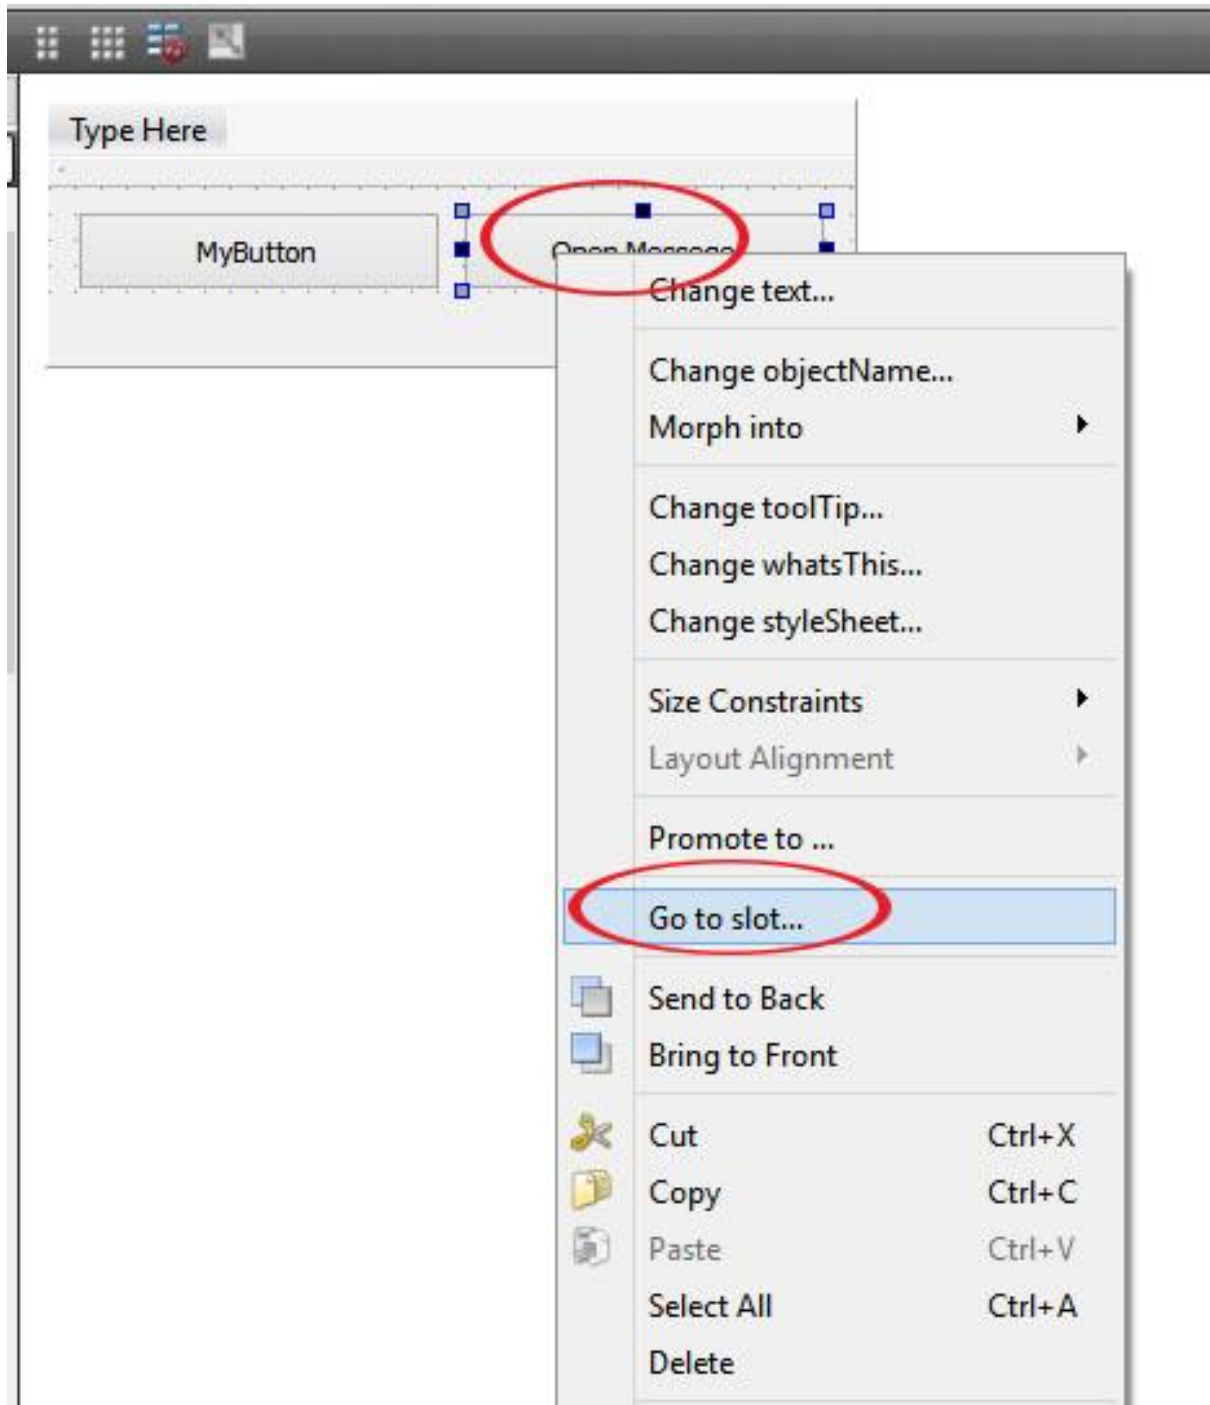 Type Here
MyButton
Open Message
Change text...
Change objectName...
Morph into
Change toolTip...
Change whatsThis...
Change styleSheet...
Size Constraints
Layout Alignment
Promote to ...
Go to slot...
Send to Back
Bring to Front
Cut Ctrl+X
Copy Ctrl+C
Paste Ctrl+V
Select All Ctrl+A
Delete